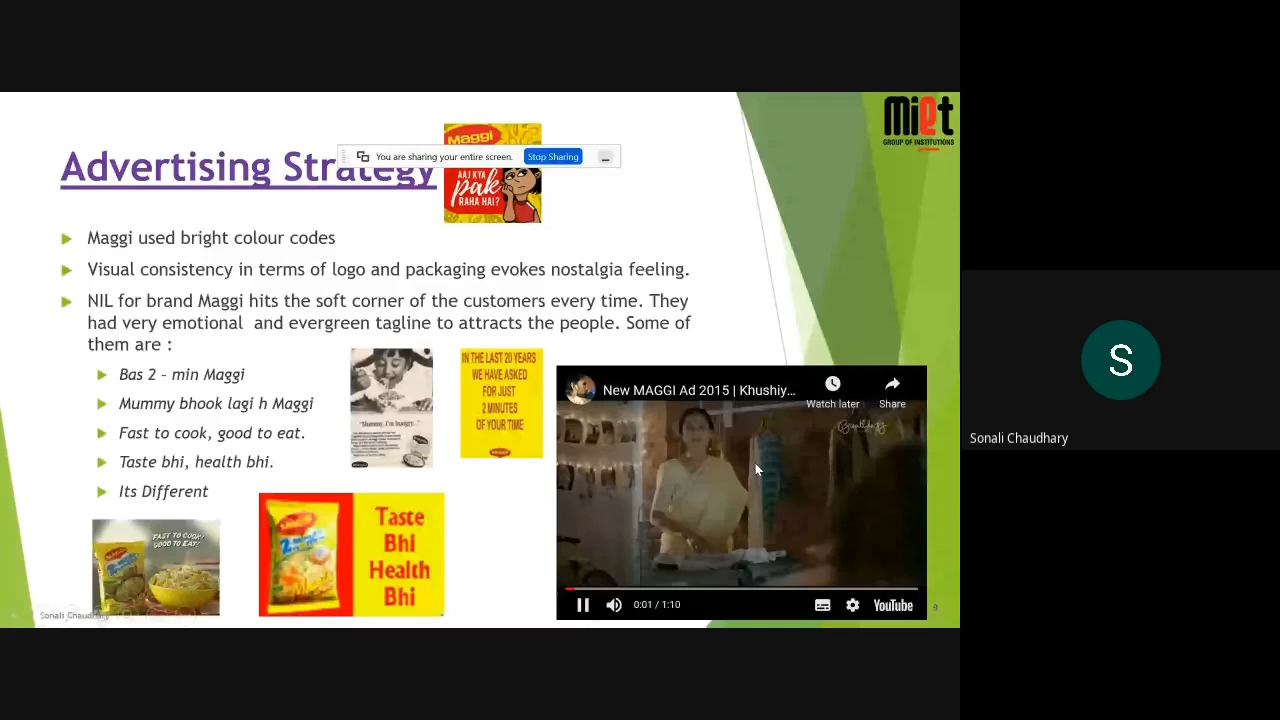 miet
GROUP OF INSTITUTIONS
Maggi
You are sharing your entire screen.
Stop Sharing
Advertising Strategy
AAJ KYA
pak
RAHA HAI?
Maggi used bright colour codes
Visual consistency in terms of logo and packaging evokes nostalgia feeling.
NIL for brand Maggi hits the soft corner of the customers every time. They
had very emotional and evergreen tagline to attracts the people. Some of
them are :
Bas 2 – min Maggi
Mummy bhook lagi h Maggi
Fast to cook, good to eat.
Taste bhi, health bhi.
Its Different
"Mummy, I'm hungry."
IN THE LAST 20 YEARS
WE HAVE ASKED
FOR JUST
2 MINUTES
OF YOUR TIME
New MAGGI Ad 2015 | Khushiy...
Watch later
Share
0:01 / 1:10
YouTube
FAST TO COOK!
GOOD TO EAT!
Maggi
Taste
Bhi
Health
Bhi
Sonali Chaudhary
9
S
Sonali Chaudhary